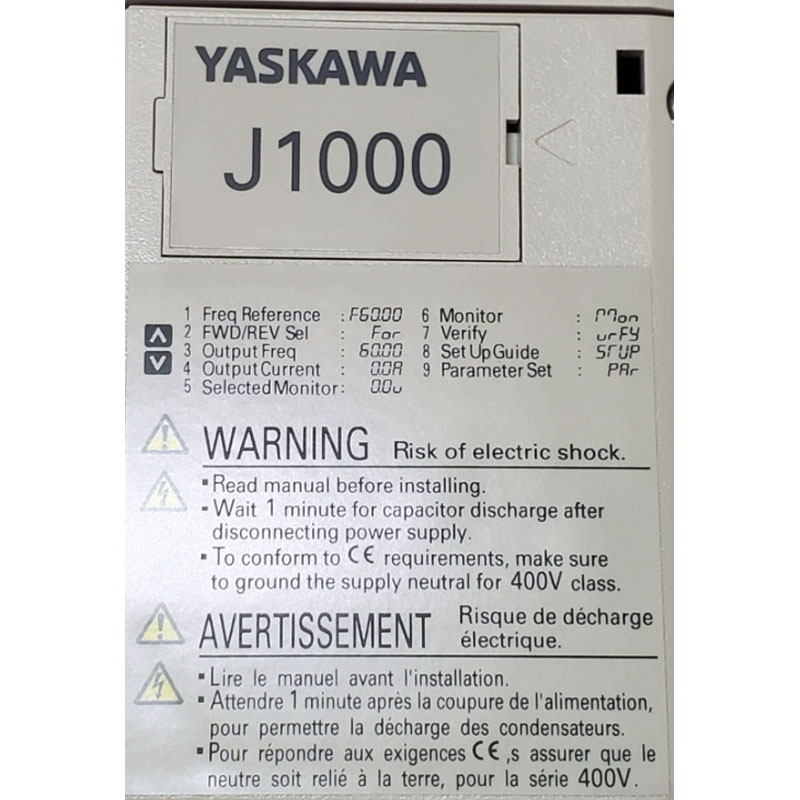 YASKAWA
J1000
1 Freq Reference : F60.00 6 Monitor : Mon
2 FWD/REV Sel : For 7 Verify : urFY
3 Output Freq : 60.00 8 Set Up Guide : STUP
4 Output Current : 0.0A 9 Parameter Set : PAr
5 Selected Monitor : 0.0u
WARNING Risk of electric shock.
▪ Read manual before installing.
- Wait 1 minute for capacitor discharge after
disconnecting power supply.
▪ To conform to CE requirements, make sure
to ground the supply neutral for 400V class.
AVERTISSEMENT Risque de décharge
électrique.
▪ Lire le manuel avant l'installation.
▪ Attendre 1 minute après la coupure de l'alimentation,
pour permettre la décharge des condensateurs.
▪ Pour répondre aux exigences CE ,s assurer que le
neutre soit relié à la terre, pour la série 400V.